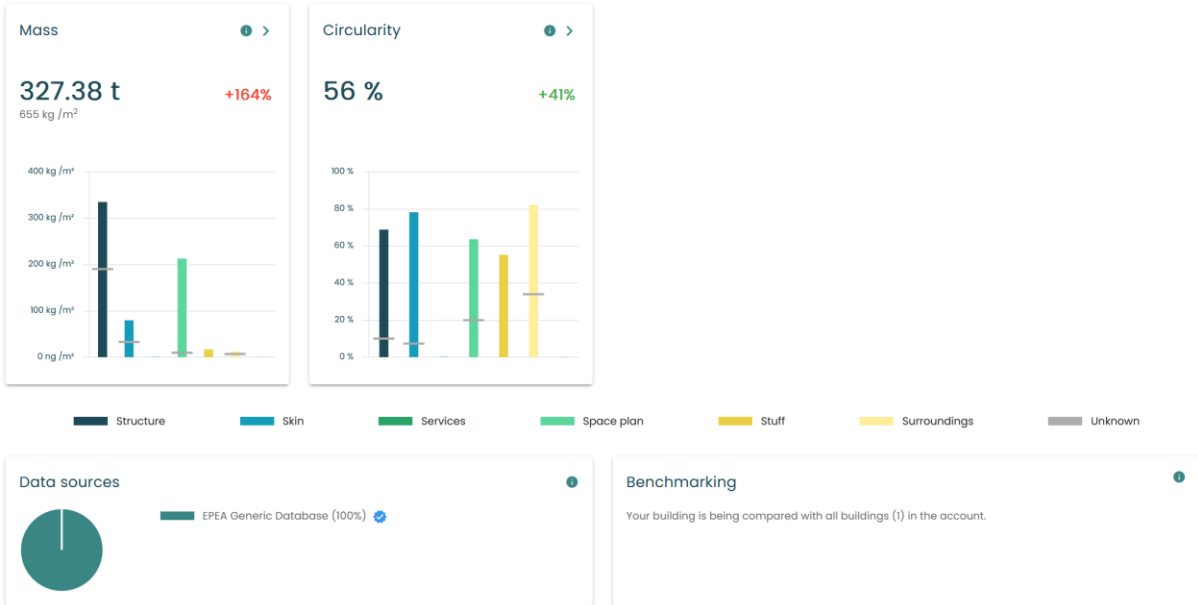 Mass
327.38 t
+164%
655 kg /m²
400 kg /m²
300 kg /m²
200 kg /m²
100 kg /m²
0 ng /m²
Circularity
56 %
+41%
100 %
80 %
60 %
40 %
20 %
0 %
Structure
Skin
Services
Space plan
Stuff
Surroundings
Unknown
Data sources
EPEA Generic Database (100%)
Benchmarking
Your building is being compared with all buildings (1) in the account.